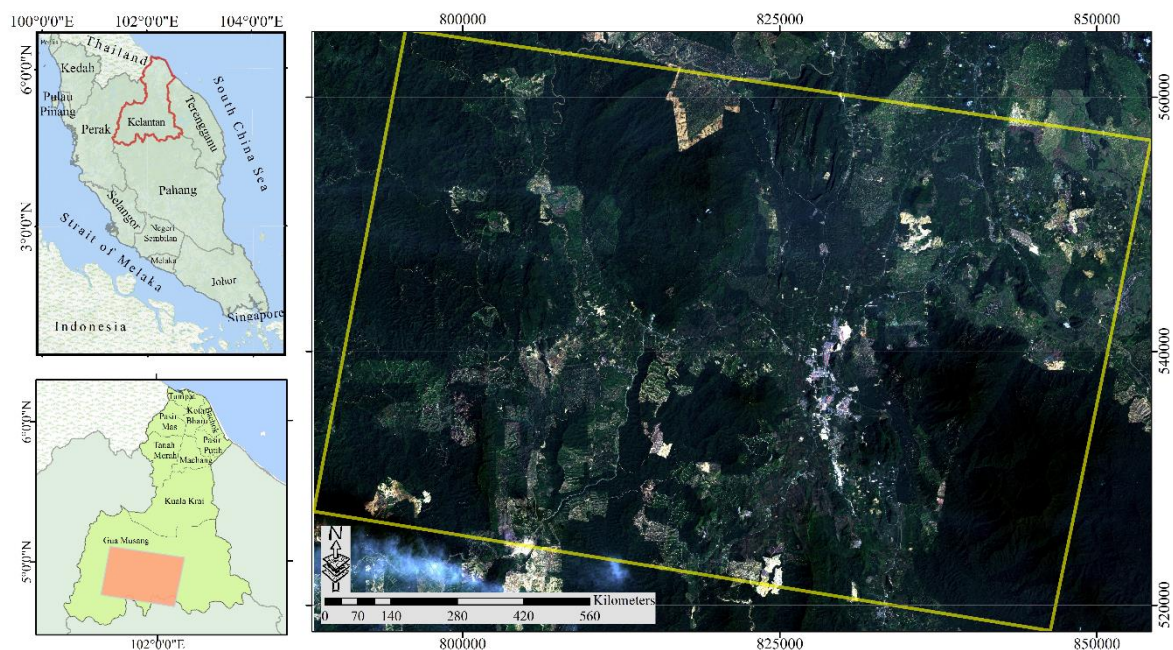 100°0'0"E 102°0'0"E 104°0'0"E
6°0'0"N
3°0'0"N
Thailand
Kedah
Pulau
Pinang
Perak
Kelantan
Terengganu
South China Sea
Pahang
Selangor
Negeri
Sembilan
Melaka
Strait of Melaka
Johor
Singapore
Indonesia
6°0'0"N
5°0'0"N
Tumpat
Kota
Bharu
Bachok
Pasir
Mas
Pasir
Putih
Tanah
Merah
Machang
Kuala Krai
Gua Musang
102°0'0"E
800000 825000 850000
560000
540000
520000
N
Kilometers
0 70 140 280 420 560
800000 825000 850000